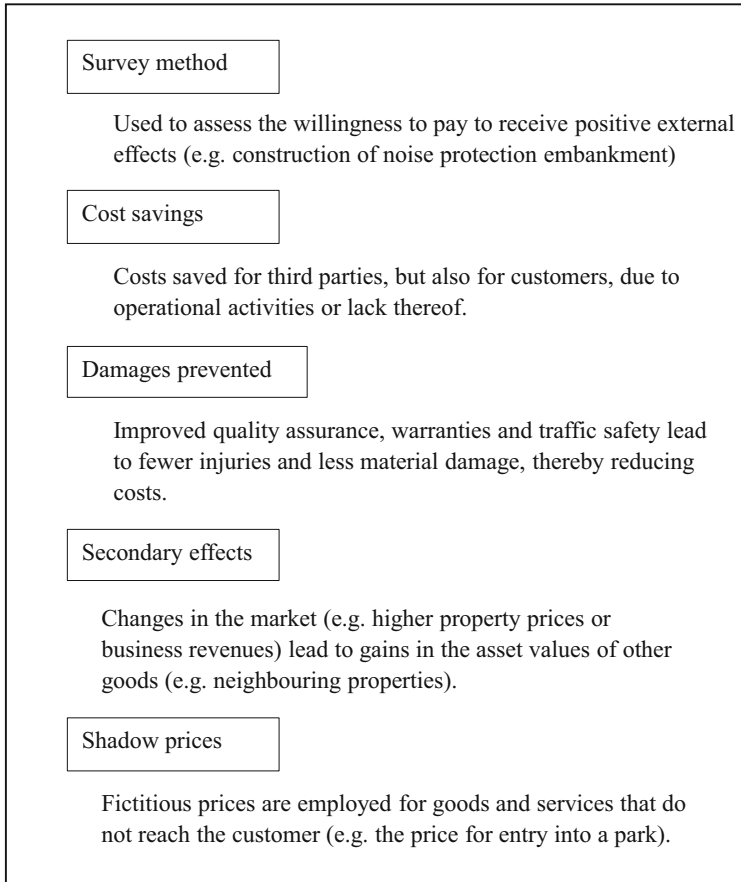 Survey method
Used to assess the willingness to pay to receive positive external
effects (e.g. construction of noise protection embankment)
Cost savings
Costs saved for third parties, but also for customers, due to
operational activities or lack thereof.
Damages prevented
Improved quality assurance, warranties and traffic safety lead
to fewer injuries and less material damage, thereby reducing
costs.
Secondary effects
Changes in the market (e.g. higher property prices or
business revenues) lead to gains in the asset values of other
goods (e.g. neighbouring properties).
Shadow prices
Fictitious prices are employed for goods and services that do
not reach the customer (e.g. the price for entry into a park).